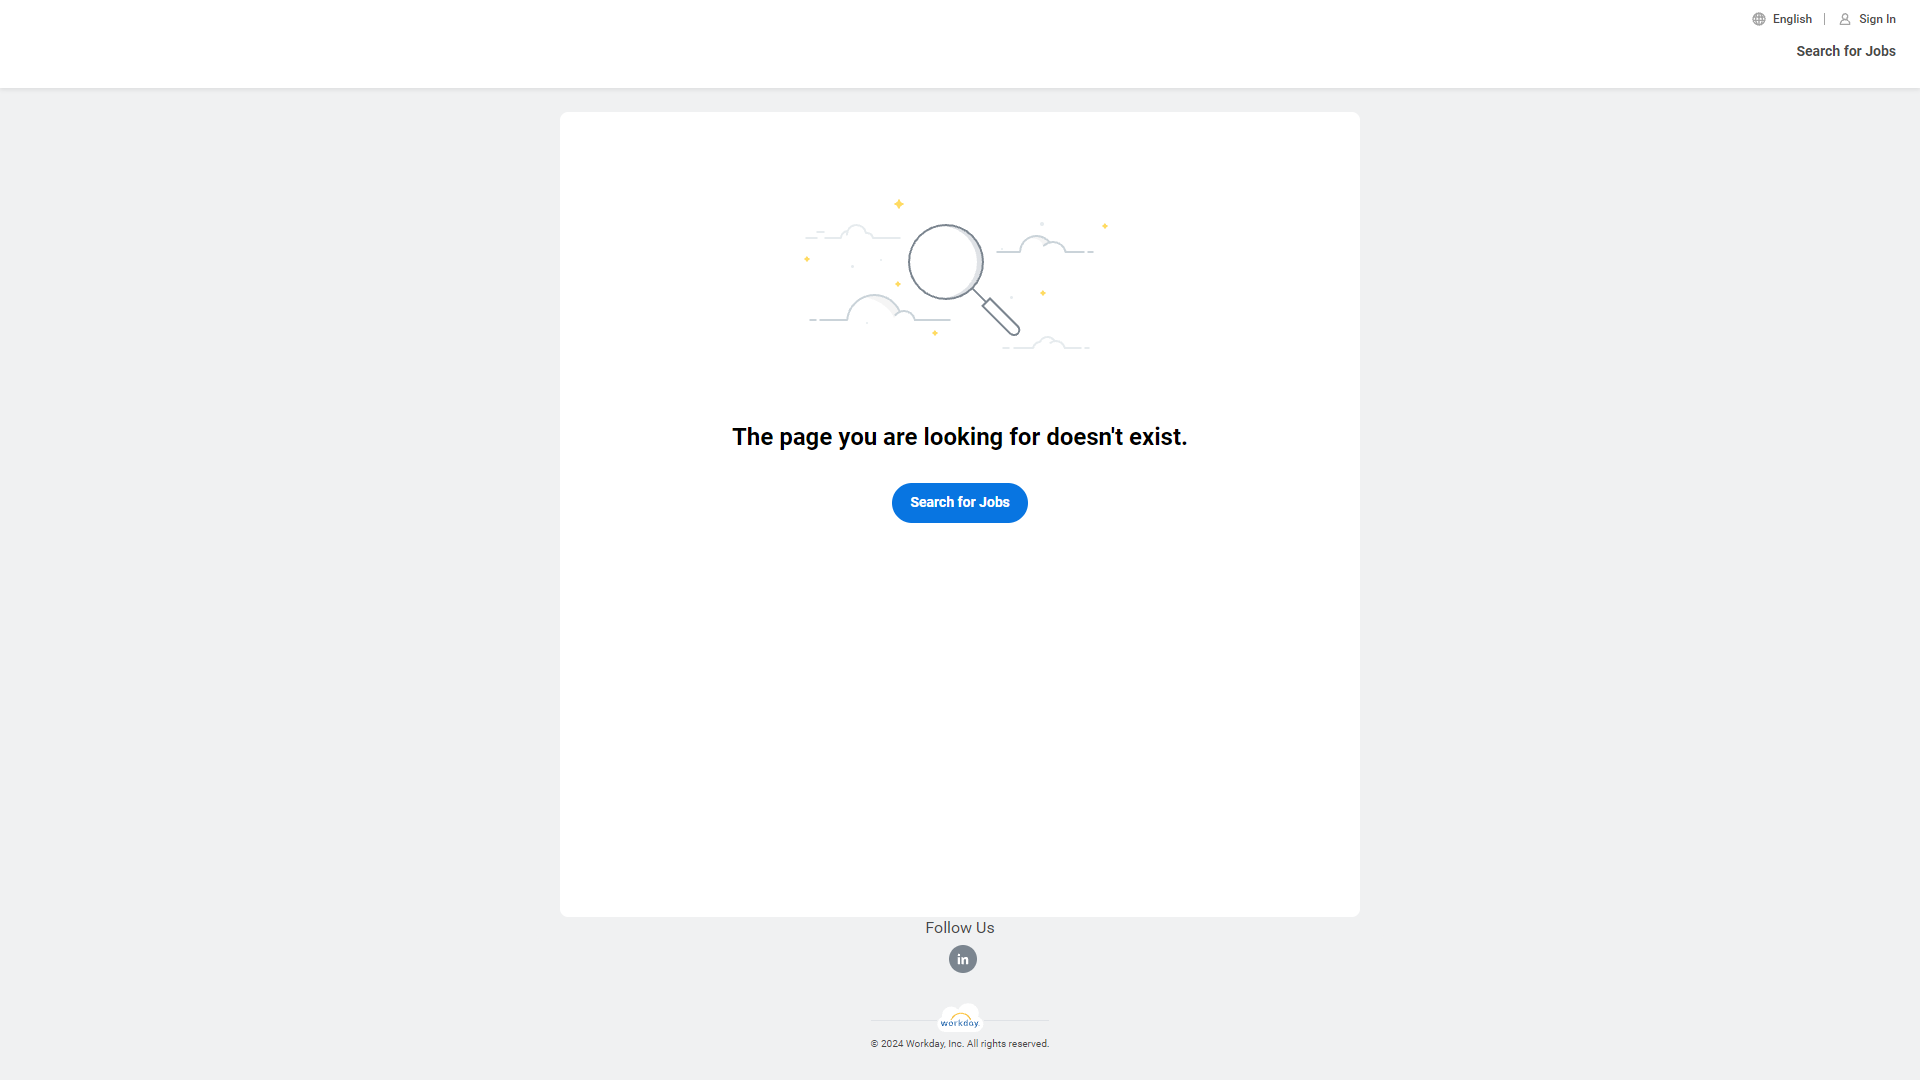 English
Sign In
Search for Jobs
The page you are looking for doesn't exist.
Search for Jobs
Follow Us
in
workday.
© 2024 Workday, Inc. All rights reserved.